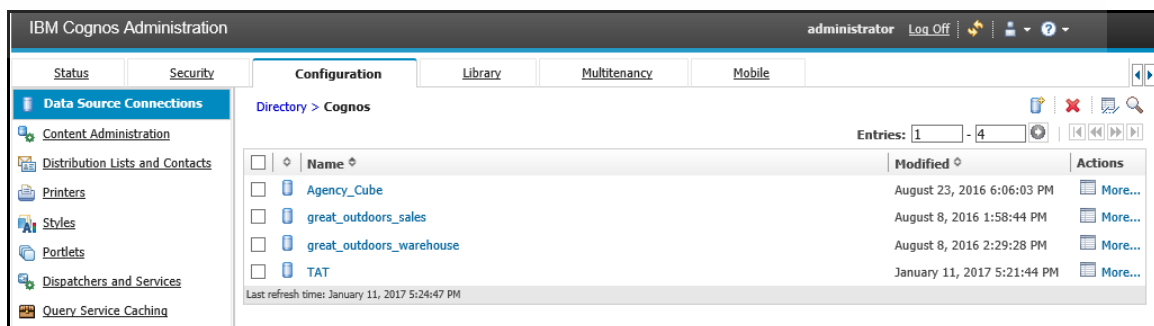 IBM Cognos Administration administrator Log Off
Status Security Configuration Library Multitenancy Mobile
Data Source Connections
Content Administration
Distribution Lists and Contacts
Printers
Styles
Portlets
Dispatchers and Services
Query Service Caching
Directory > Cognos
Entries: 1 - 4
Name Modified Actions
Agency_Cube August 23, 2016 6:06:03 PM More...
great_outdoors_sales August 8, 2016 1:58:44 PM More...
great_outdoors_warehouse August 8, 2016 2:29:28 PM More...
TAT January 11, 2017 5:21:44 PM More...
Last refresh time: January 11, 2017 5:24:47 PM